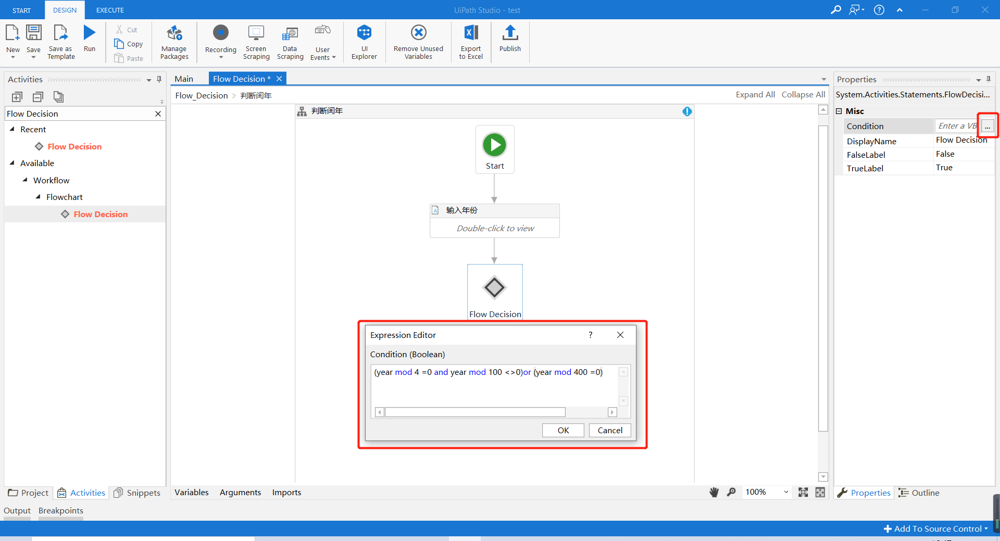 START
DESIGN
EXECUTE
UiPath Studio - test
New
Save
Save as
Template
Run
Cut
Copy
Paste
Manage
Packages
Recording
Screen
Scraping
Data
Scraping
User
Events
UI
Explorer
Remove Unused
Variables
Export
to Excel
Publish
Activities
Flow Decision
Recent
Flow Decision
Available
Workflow
Flowchart
Flow Decision
Main
Flow Decision *
Flow_Decision > 判断闰年
Expand All
Collapse All
判断闰年
Start
输入年份
Double-click to view
Flow Decision
Expression Editor
?
Condition (Boolean)
(year mod 4 =0 and year mod 100 <>0)or (year mod 400 =0)
OK
Cancel
Properties
System.Activities.Statements.FlowDecisi...
Misc
Condition
Enter a VB
...
DisplayName
Flow Decision
FalseLabel
False
TrueLabel
True
Project
Activities
Snippets
Variables
Arguments
Imports
100%
Properties
Outline
Output
Breakpoints
Add To Source Control